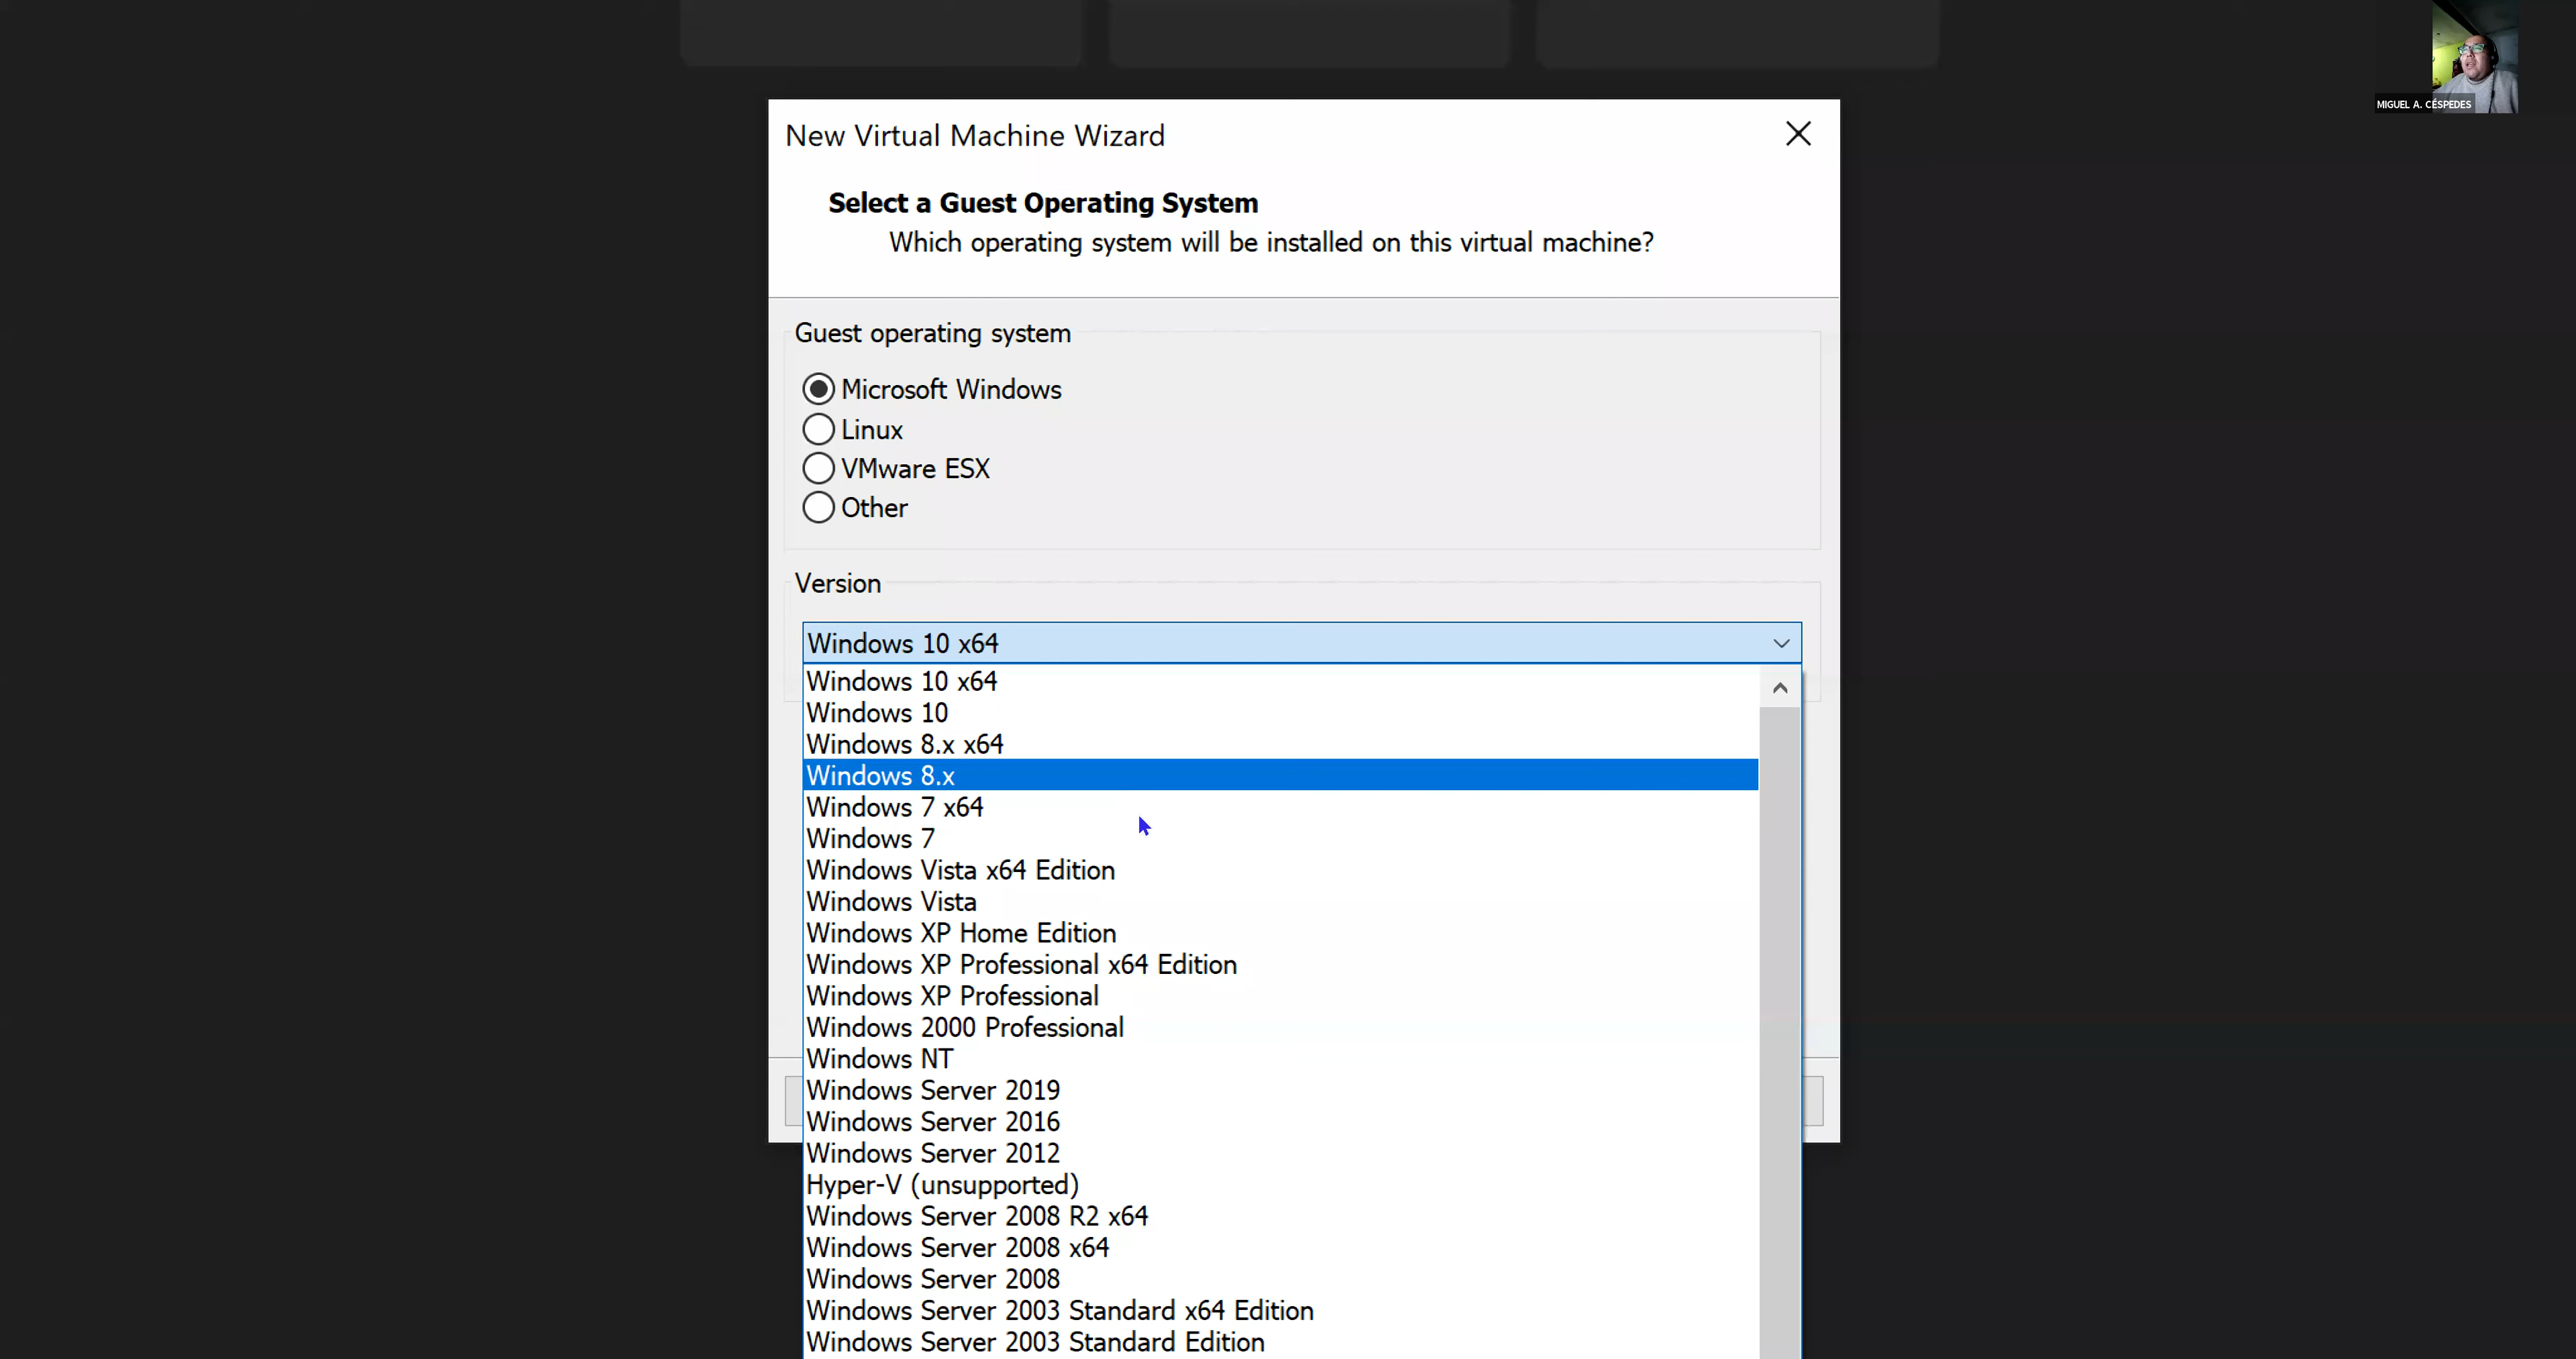 MIGUEL A. CÉSPEDES
New Virtual Machine Wizard
Select a Guest Operating System
Which operating system will be installed on this virtual machine?
Guest operating system
Microsoft Windows
Linux
VMware ESX
Other
Version
Windows 10 x64
Windows 10 x64
Windows 10
Windows 8.x x64
Windows 8.x
Windows 7 x64
Windows 7
Windows Vista x64 Edition
Windows Vista
Windows XP Home Edition
Windows XP Professional x64 Edition
Windows XP Professional
Windows 2000 Professional
Windows NT
Windows Server 2019
Windows Server 2016
Windows Server 2012
Hyper-V (unsupported)
Windows Server 2008 R2 x64
Windows Server 2008 x64
Windows Server 2008
Windows Server 2003 Standard x64 Edition
Windows Server 2003 Standard Edition